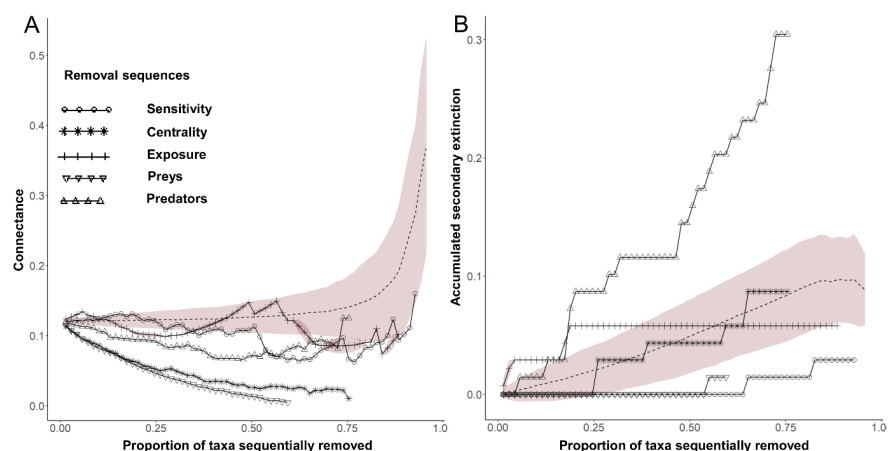 A
Connectance
0.5
0.4
0.3
0.2
0.1
0.0
Removal sequences
Sensitivity
Centrality
Exposure
Preys
Predators
0.00
0.25
0.50
0.75
1.0
Proportion of taxa sequentially removed
B
Accumulated secondary extinction
0.3
0.2
0.1
0.0
0.00
0.25
0.50
0.75
1.0
Proportion of taxa sequentially removed